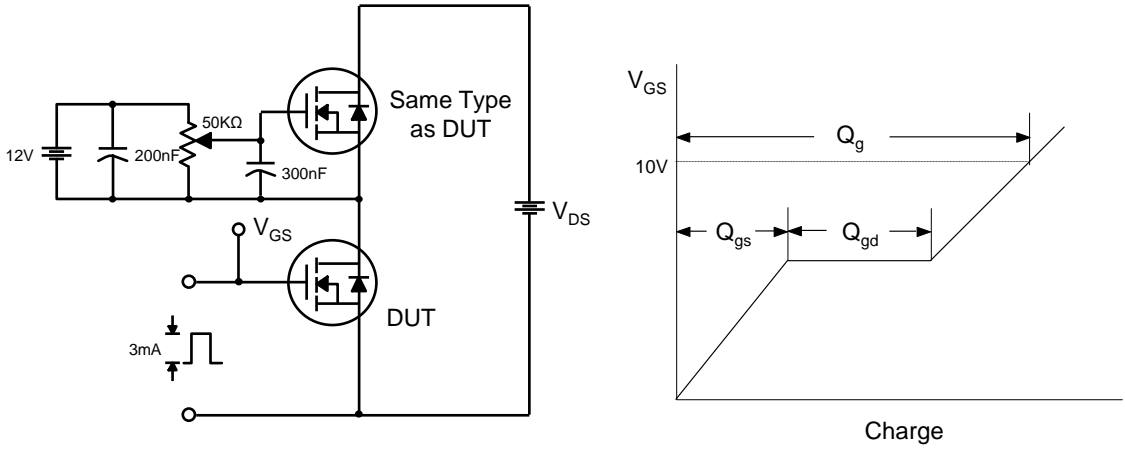 Same Type
as DUT
50KΩ
12V
200nF
300nF
V_DS
V_GS
DUT
3mA
V_GS
Q_g
10V
Q_gs
Q_gd
Charge